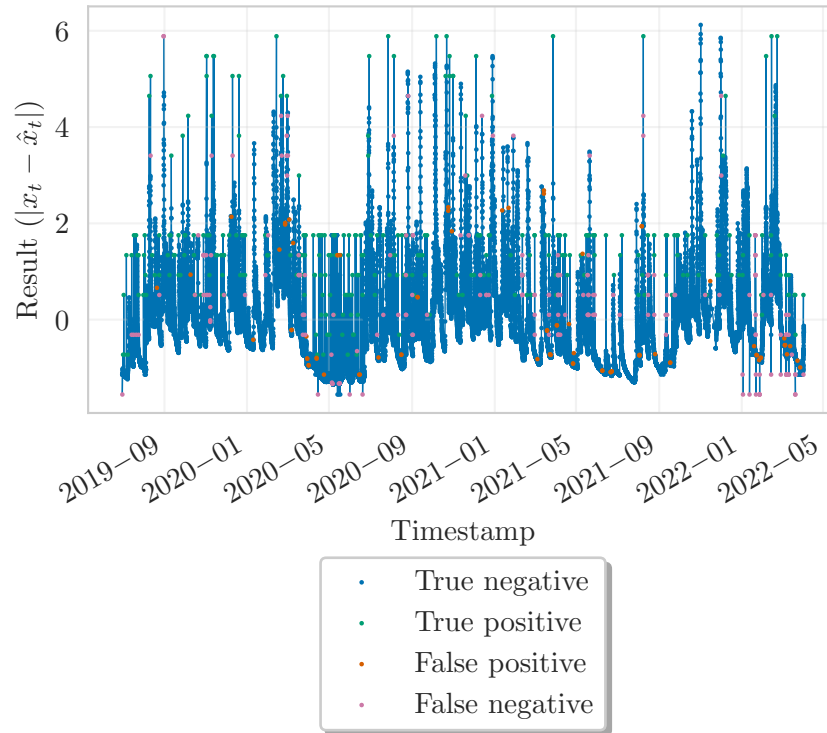 6
4
2
0
Result (|x_t − x̂_t|)
2019−09
2020−01
2020−05
2020−09
2021−01
2021−05
2021−09
2022−01
2022−05
Timestamp
True negative
True positive
False positive
False negative